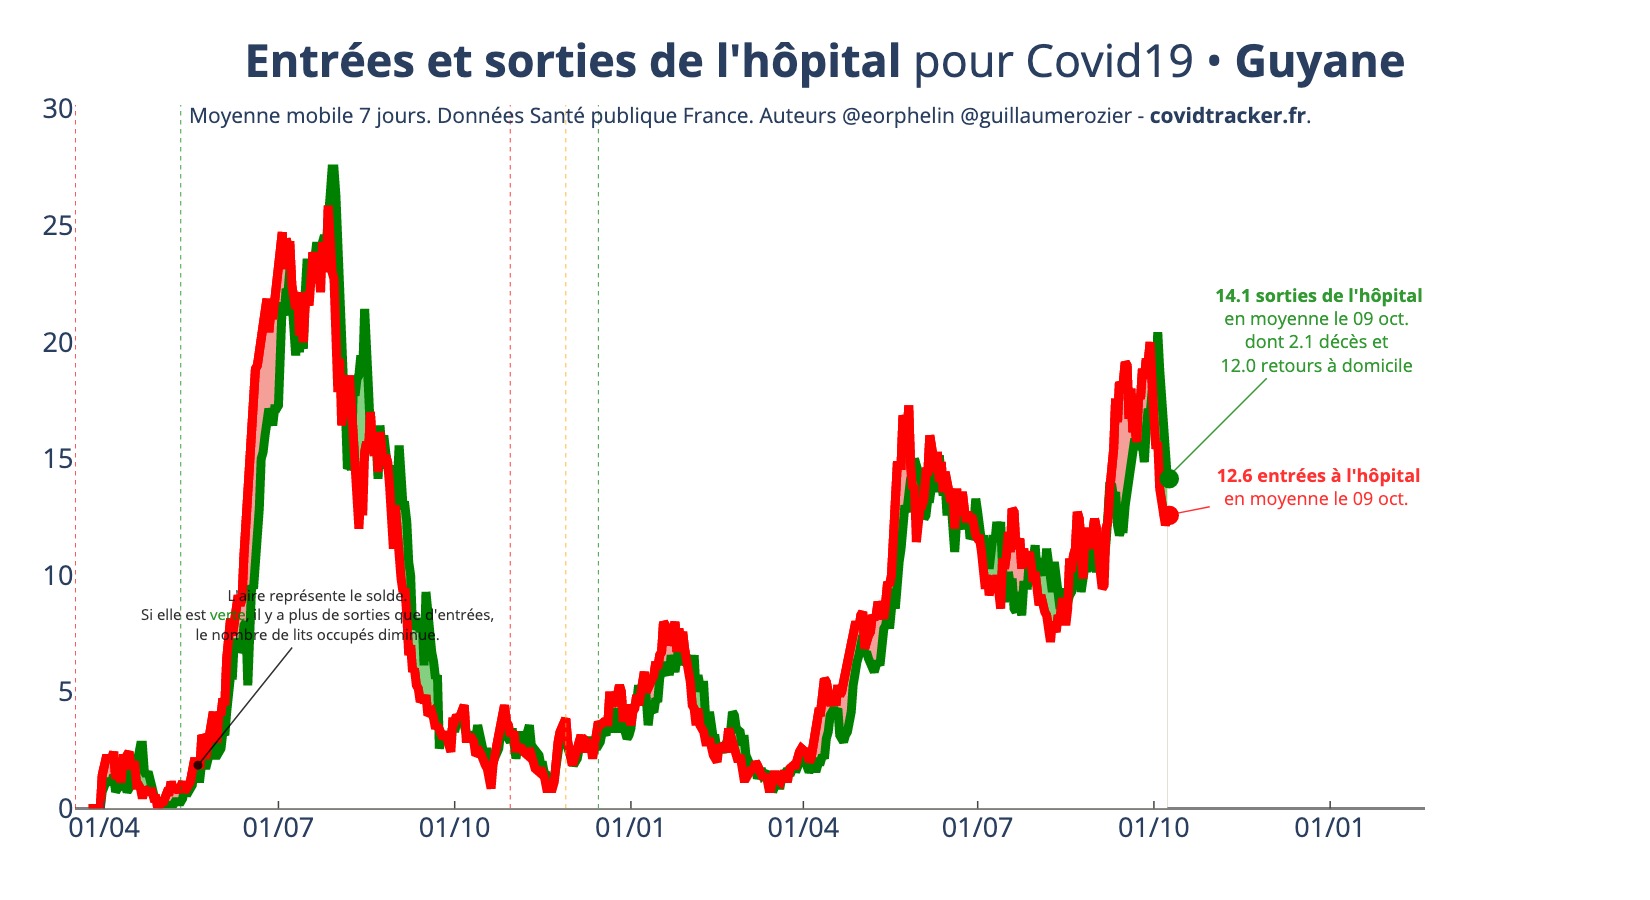 Entrées et sorties de l'hôpital pour Covid19 • Guyane
Moyenne mobile 7 jours. Données Santé publique France. Auteurs @eorphelin @guillaumerozier - covidtracker.fr.
30
25
20
15
10
5
0
14.1 sorties de l'hôpital
en moyenne le 09 oct.
dont 2.1 décès et
12.0 retours à domicile
12.6 entrées à l'hôpital
en moyenne le 09 oct.
L'aire représente le solde.
Si elle est verte, il y a plus de sorties que d'entrées,
le nombre de lits occupés diminue.
01/04 01/07 01/10 01/01 01/04 01/07 01/10 01/01